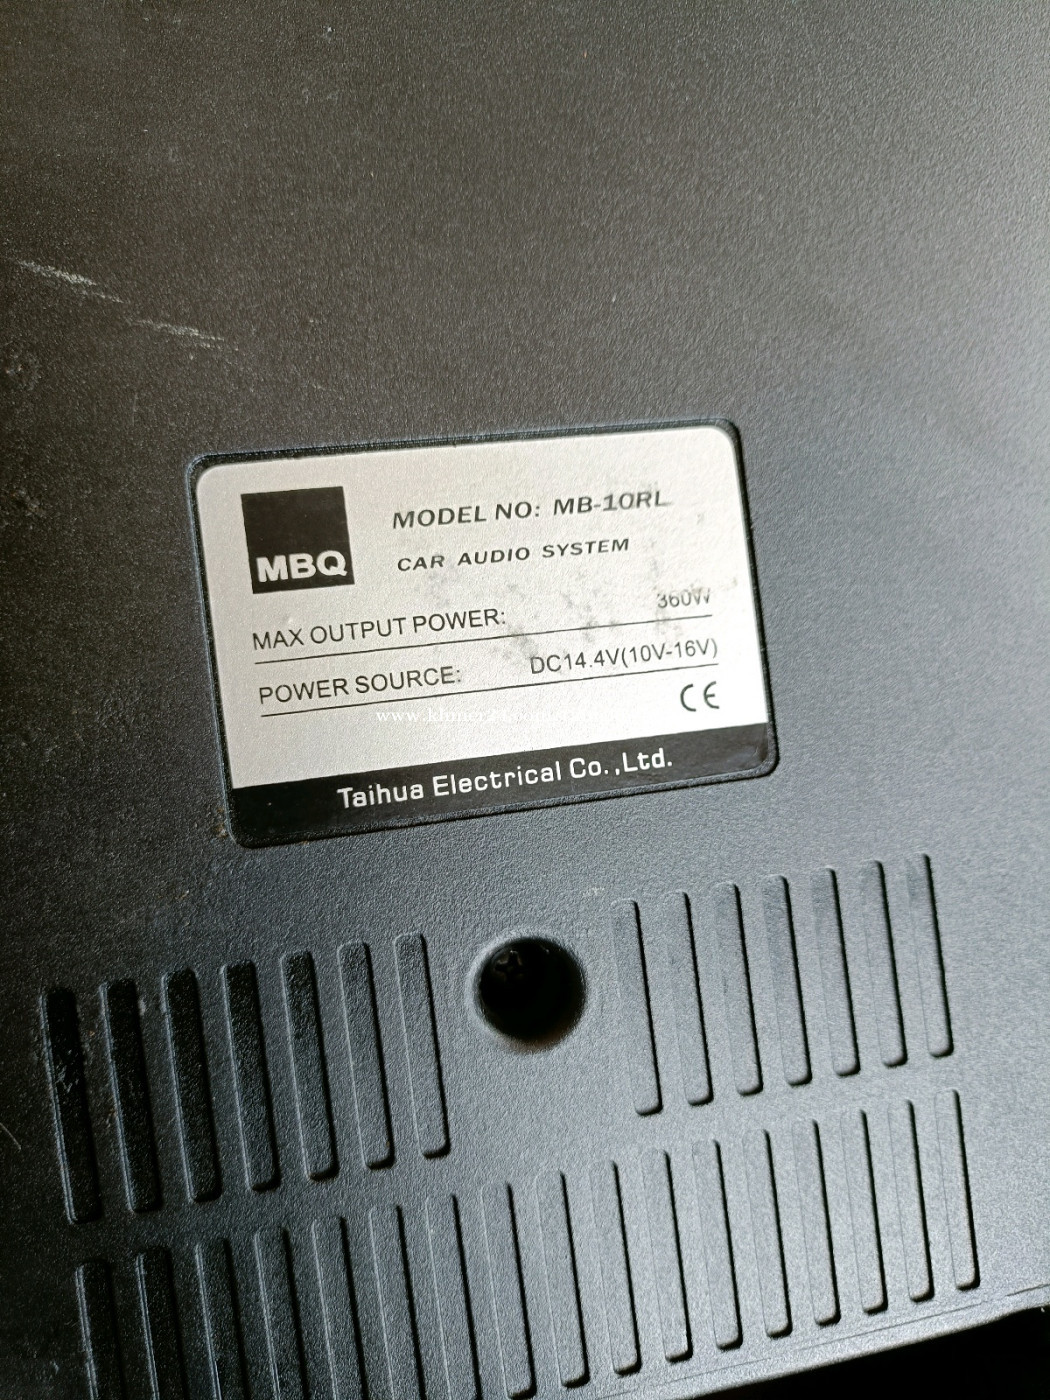 MBQ
MODEL NO: MB-10RL
CAR AUDIO SYSTEM
MAX OUTPUT POWER: 360W
POWER SOURCE: DC14.4V(10V-16V)
CE
Taihua Electrical Co.,Ltd.